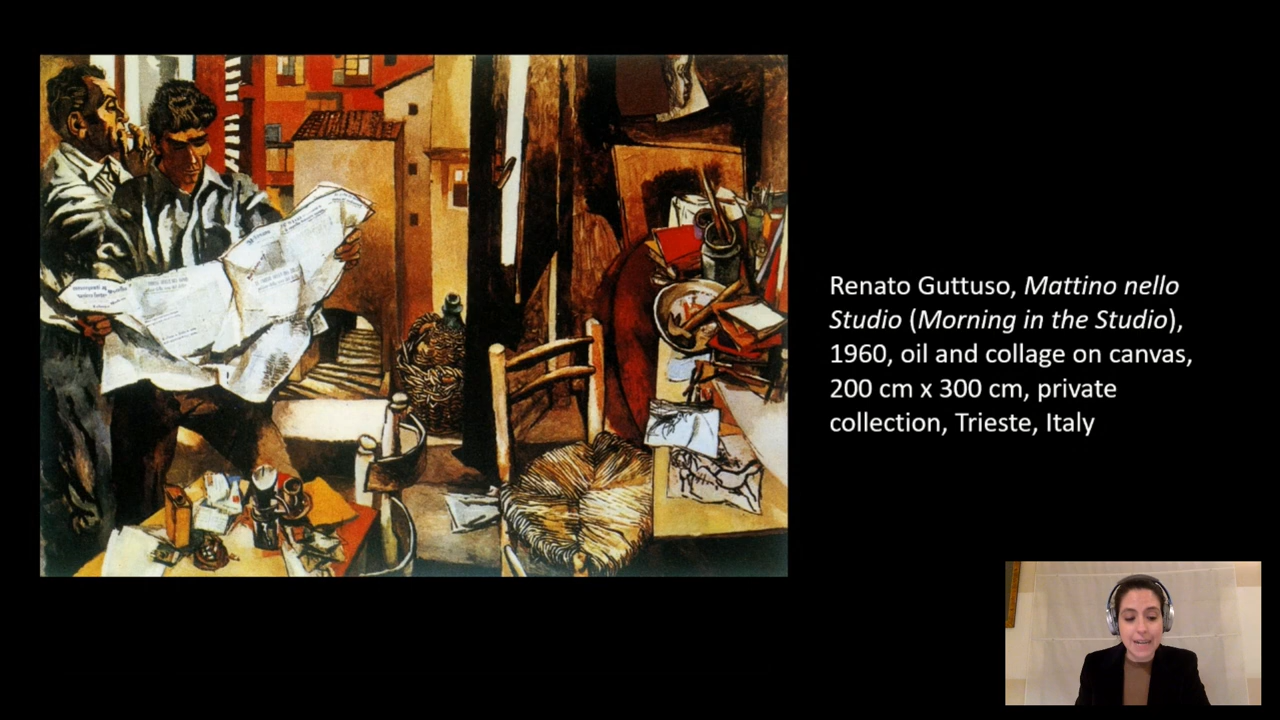 Renato Guttuso, Mattino nello
Studio (Morning in the Studio),
1960, oil and collage on canvas,
200 cm x 300 cm, private
collection, Trieste, Italy